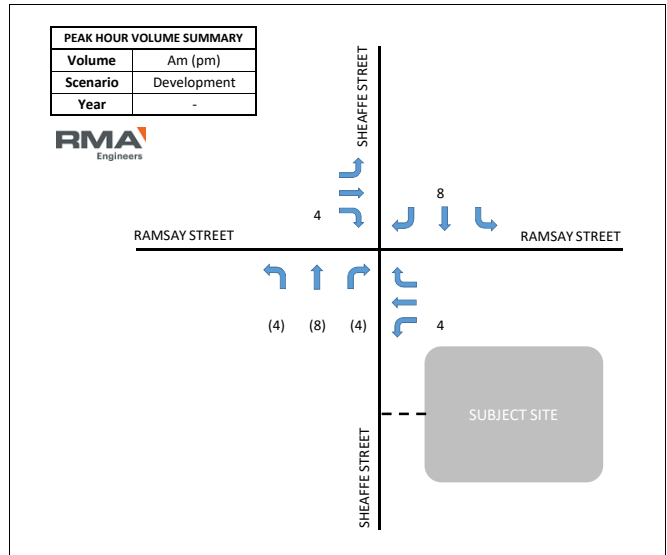 PEAK HOUR VOLUME SUMMARY
Volume Am (pm)
Scenario Development
Year -
RMA
Engineers
SHEAFFE STREET
4
8
RAMSAY STREET
RAMSAY STREET
(4) (8) (4)
4
SUBJECT SITE
SHEAFFE STREET